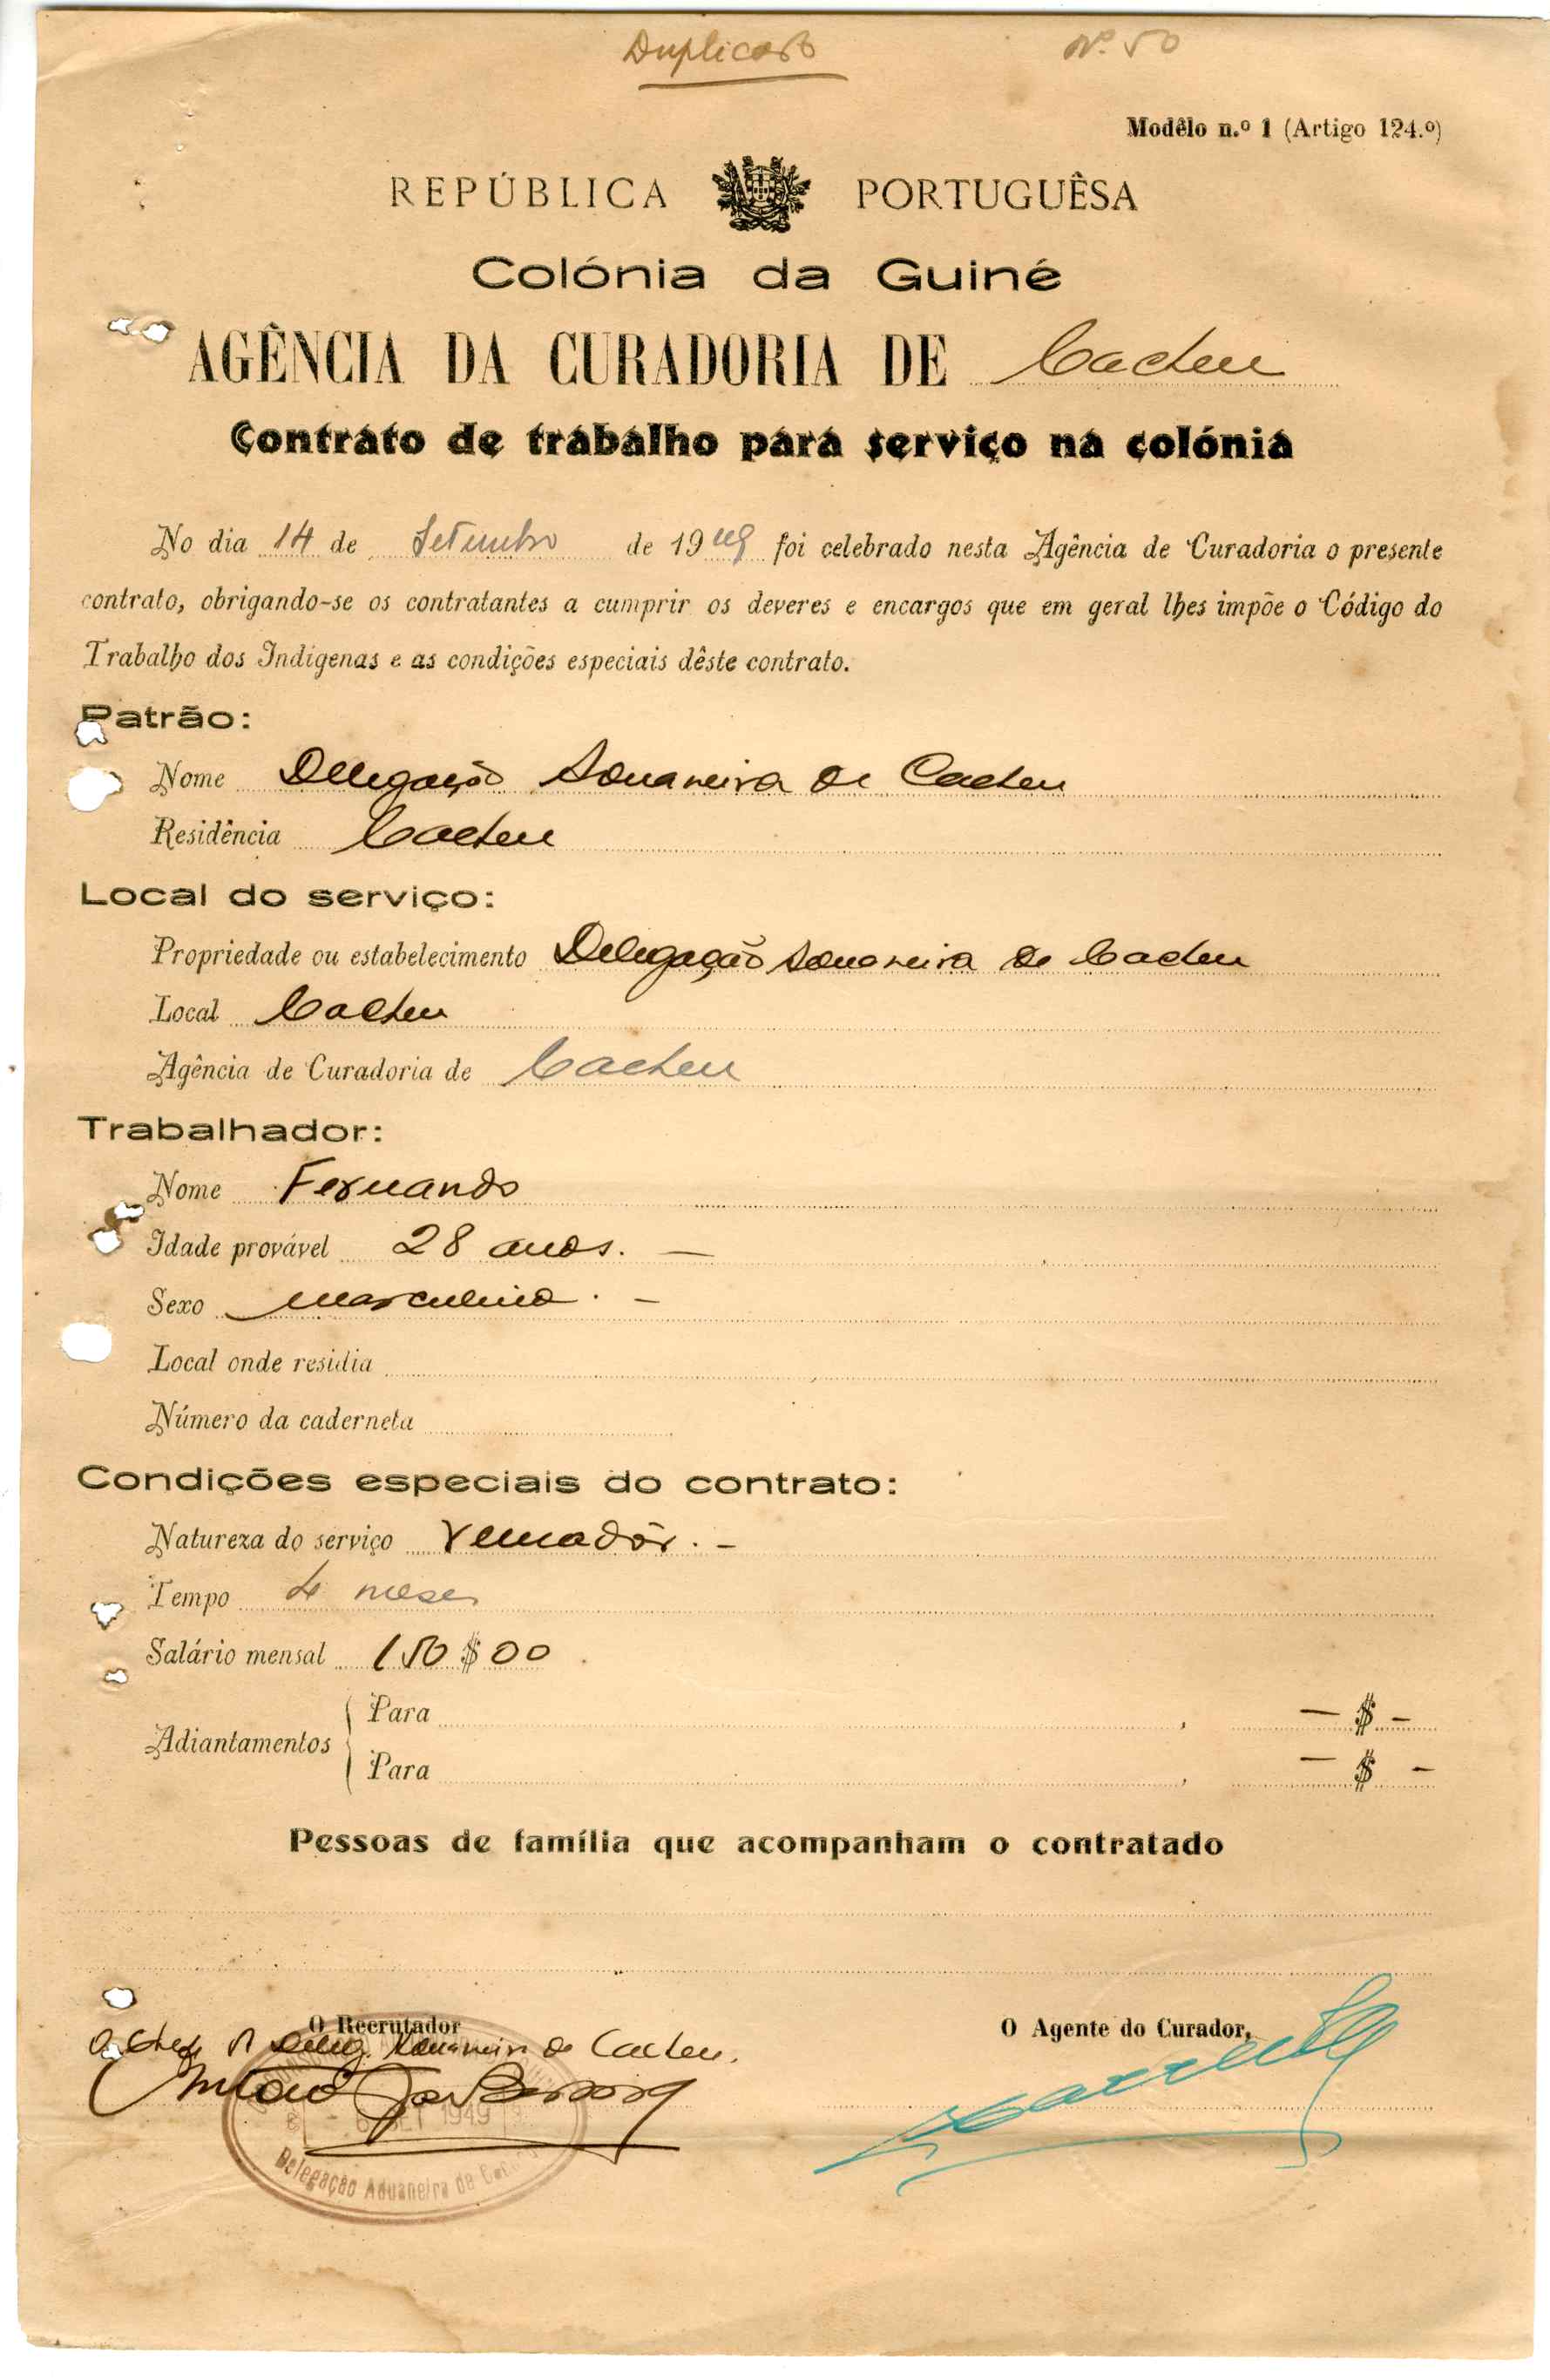 Duplicado Nº. 50
Modêlo n.º 1 (Artigo 124.º)
REPÚBLICA PORTUGUÊSA
Colónia da Guiné
AGÊNCIA DA CURADORIA DE Cacheu
Contrato de trabalho para serviço na colónia
No dia 14 de Setembro de 1949 foi celebrado nesta Agência de Curadoria o presente
contrato, obrigando-se os contratantes a cumprir os deveres e encargos que em geral lhes impõe o Código do
Trabalho dos Indígenas e as condições especiais dêste contrato.
Patrão:
Nome Delegação Aduaneira de Cacheu
Residência Cacheu
Local do serviço:
Propriedade ou estabelecimento Delegação Aduaneira de Cacheu
Local Cacheu
Agência de Curadoria de Cacheu
Trabalhador:
Nome Fernando
Idade provável 28 anos. —
Sexo masculino. —
Local onde residia
Número da caderneta
Condições especiais do contrato:
Natureza do serviço remadôr. —
Tempo 4 meses
Salário mensal 150$00
Adiantamentos
Para , — $ —
Para , — $ —
Pessoas de família que acompanham o contratado
O Recrutador O Agente do Curador,
O Chefe da Deleg. Aduaneira de Cacheu.
SET 1949
Delegação Aduaneira de